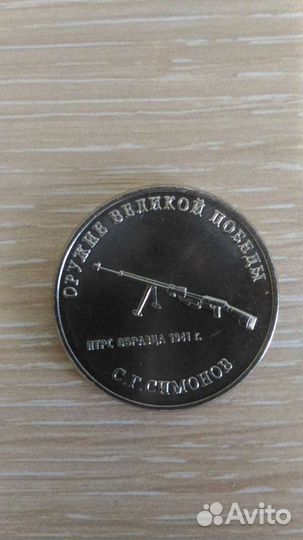 ОРУЖИЕ ВЕЛИКОЙ ПОБЕДЫ
ПТРС ОБРАЗЦА 1941 г.
С.Г.СИМОНОВ
Avito